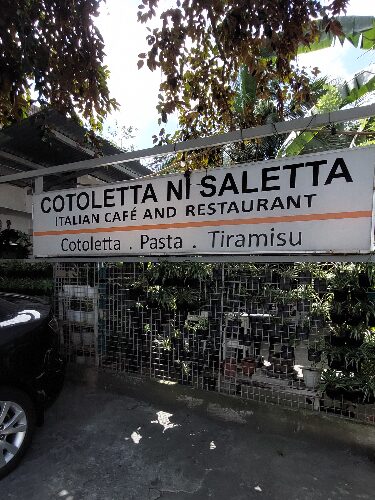 COTOLETTA NI SALETTA
ITALIAN CAFÉ AND RESTAURANT
Cotoletta . Pasta . Tiramisu